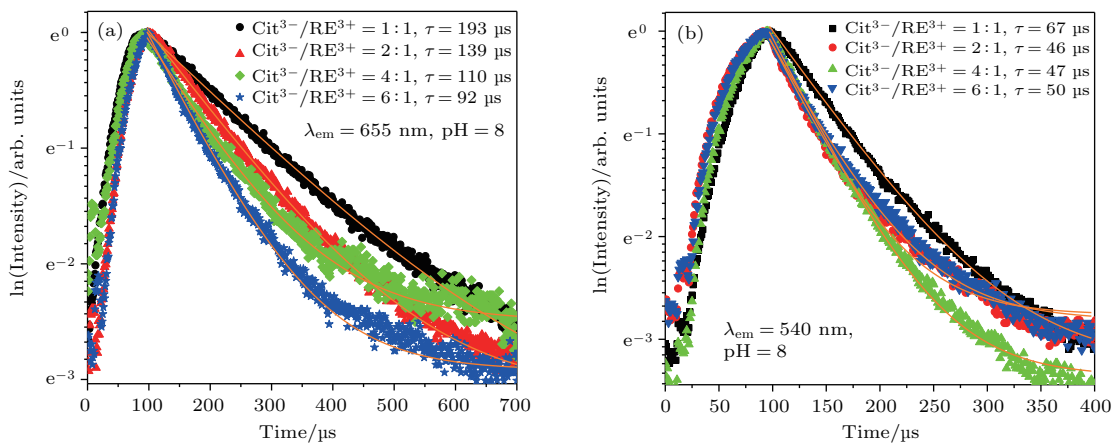 (a)
Cit³⁻/RE³⁺ = 1:1, τ = 193 µs
Cit³⁻/RE³⁺ = 2:1, τ = 139 µs
Cit³⁻/RE³⁺ = 4:1, τ = 110 µs
Cit³⁻/RE³⁺ = 6:1, τ = 92 µs
λem = 655 nm, pH = 8
ln(Intensity)/arb. units
e⁰
e⁻¹
e⁻²
e⁻³
0 100 200 300 400 500 600 700
Time/µs
(b)
Cit³⁻/RE³⁺ = 1:1, τ = 67 µs
Cit³⁻/RE³⁺ = 2:1, τ = 46 µs
Cit³⁻/RE³⁺ = 4:1, τ = 47 µs
Cit³⁻/RE³⁺ = 6:1, τ = 50 µs
λem = 540 nm,
pH = 8
ln(Intensity)/arb. units
e⁰
e⁻¹
e⁻²
e⁻³
0 50 100 150 200 250 300 350 400
Time/µs